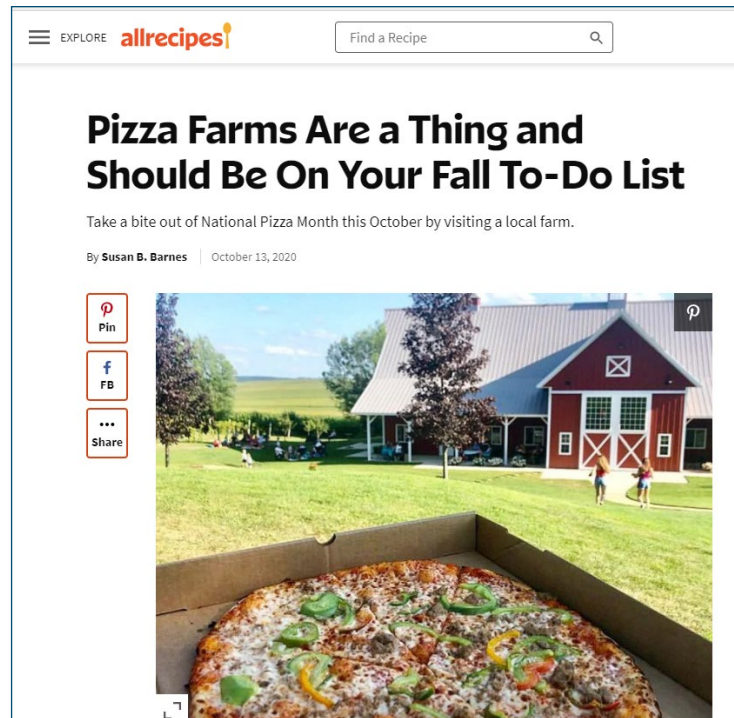 EXPLORE allrecipes Find a Recipe
Pizza Farms Are a Thing and
Should Be On Your Fall To-Do List
Take a bite out of National Pizza Month this October by visiting a local farm.
By Susan B. Barnes October 13, 2020
Pin
FB
Share